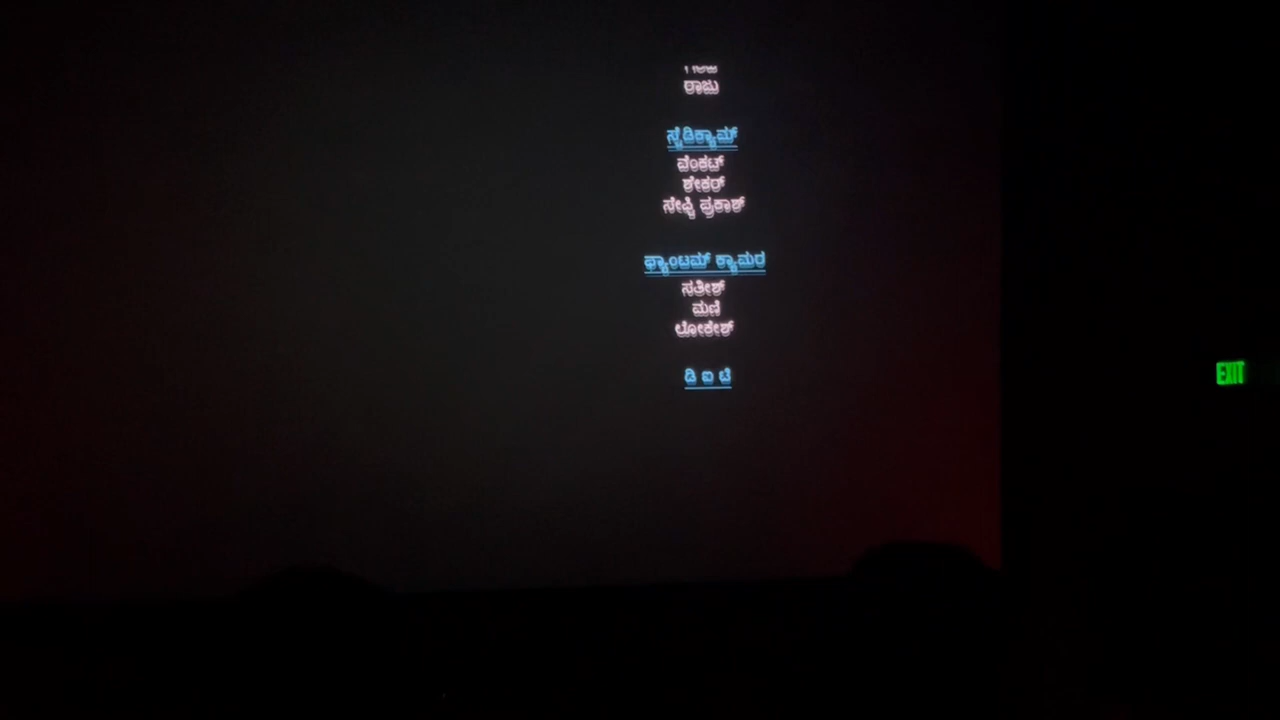 ರಾಜು
ಸ್ಟೆಡಿಕ್ಯಾಮ್
ವೆಂಕಟ್
ಶೇಕರ್
ಪ್ರಕಾಶ್
ಫ್ಯಾಂಟಮ್ ಕ್ಯಾಮರ
ಸತೀಶ್
ಮಣಿ
ಲೋಕೇಶ್
ಡಿ ಐ ಟಿ
EXIT